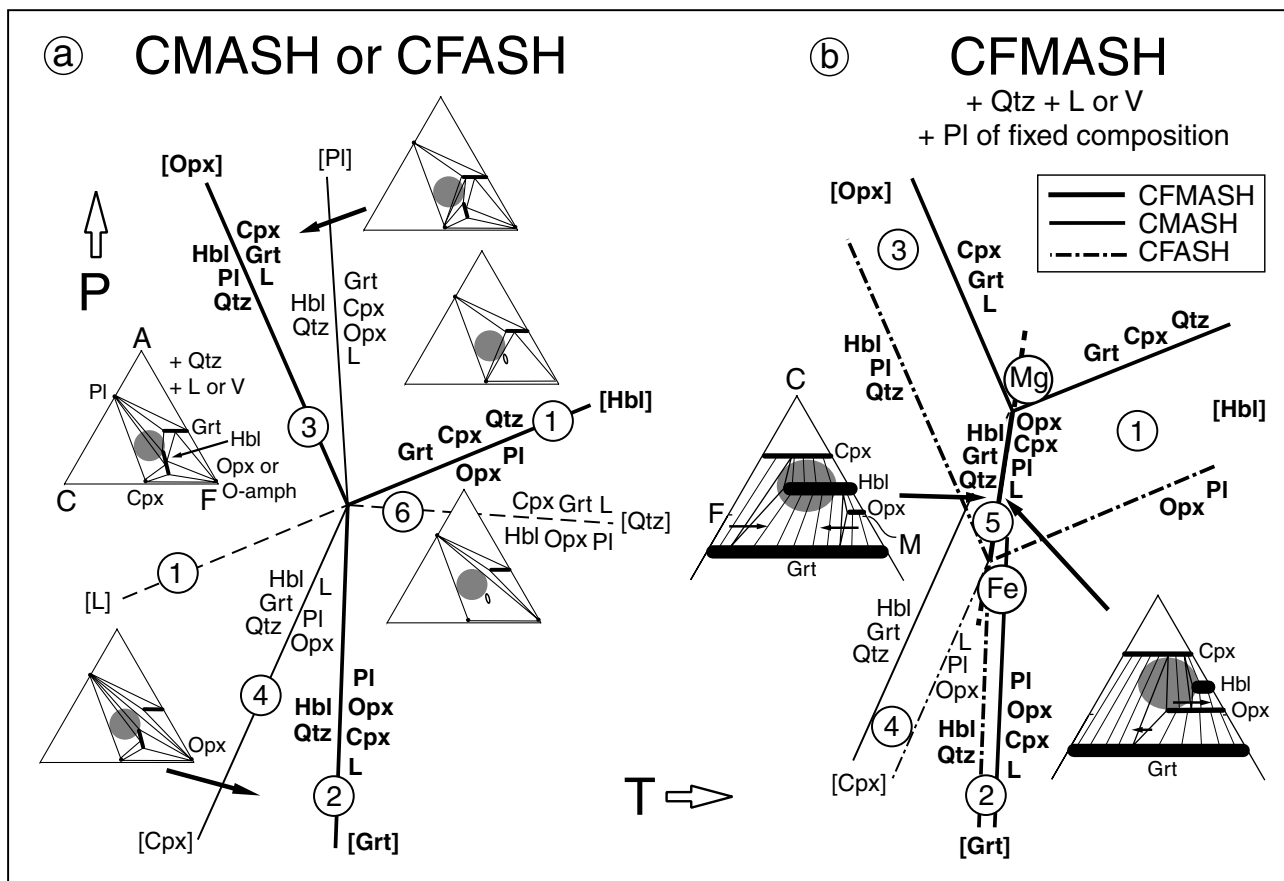 a CMASH or CFASH
[Opx]
[Pl]
P
Cpx
Grt
L
Hbl
Pl
Qtz
Hbl
Qtz
Grt
Cpx
Opx
L
A
+ Qtz
+ L or V
Pl
Grt
Hbl
Opx or
O-amph
C
Cpx
F
3
Grt Cpx Qtz
1
[Hbl]
Opx Pl
6
Cpx Grt L
[Qtz]
Hbl Opx Pl
1
[L]
Hbl
Grt
Qtz
L
Pl
Opx
4
Opx
[Cpx]
Hbl
Qtz
Pl
Opx
Cpx
L
2
[Grt]
T
b CFMASH
+ Qtz + L or V
+ Pl of fixed composition
CFMASH
CMASH
CFASH
[Opx]
3
Cpx
Grt
L
Hbl
Pl
Qtz
Grt Cpx Qtz
Mg
[Hbl]
1
Opx
Cpx
Pl
L
Hbl
Grt
Qtz
Opx Pl
C
Cpx
Hbl
Opx
F
M
Grt
5
Fe
Hbl
Grt
Qtz
L
Pl
Opx
4
[Cpx]
Hbl
Qtz
Pl
Opx
Cpx
L
2
[Grt]
Cpx
Hbl
Opx
Grt